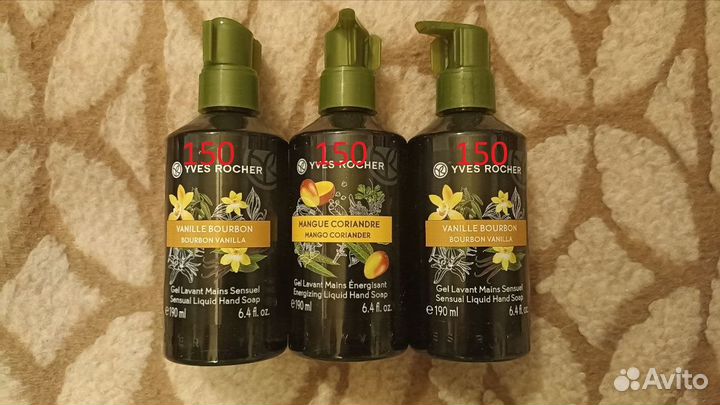 150
YVES ROCHER
VANILLE BOURBON
BOURBON VANILLA
Gel Lavant Mains Sensuel
Sensual Liquid Hand Soap
e 190 ml 6.4 fl. oz.
150
YVES ROCHER
MANGUE CORIANDRE
MANGO CORIANDER
Gel Lavant Mains Énergisant
Energizing Liquid Hand Soap
e 190 ml 6.4 fl. oz.
150
YVES ROCHER
VANILLE BOURBON
BOURBON VANILLA
Gel Lavant Mains Sensuel
Sensual Liquid Hand Soap
e 190 ml 6.4 fl. oz.
Avito